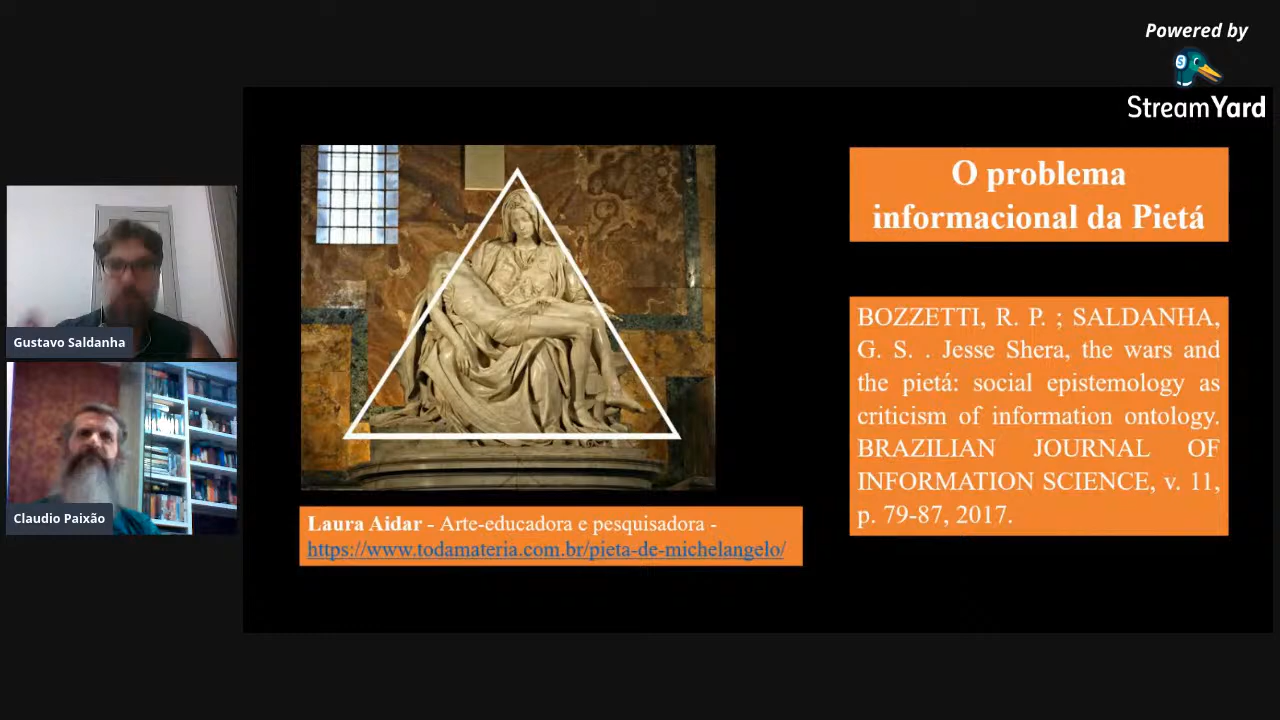 Powered by
StreamYard
Gustavo Saldanha
Claudio Paixão
Laura Aidar - Arte-educadora e pesquisadora -
https://www.todamateria.com.br/pieta-de-michelangelo/
O problema
informacional da Pietá
BOZZETTI, R. P. ; SALDANHA,
G. S. . Jesse Shera, the wars and
the pietá: social epistemology as
criticism of information ontology.
BRAZILIAN JOURNAL OF
INFORMATION SCIENCE, v. 11,
p. 79-87, 2017.